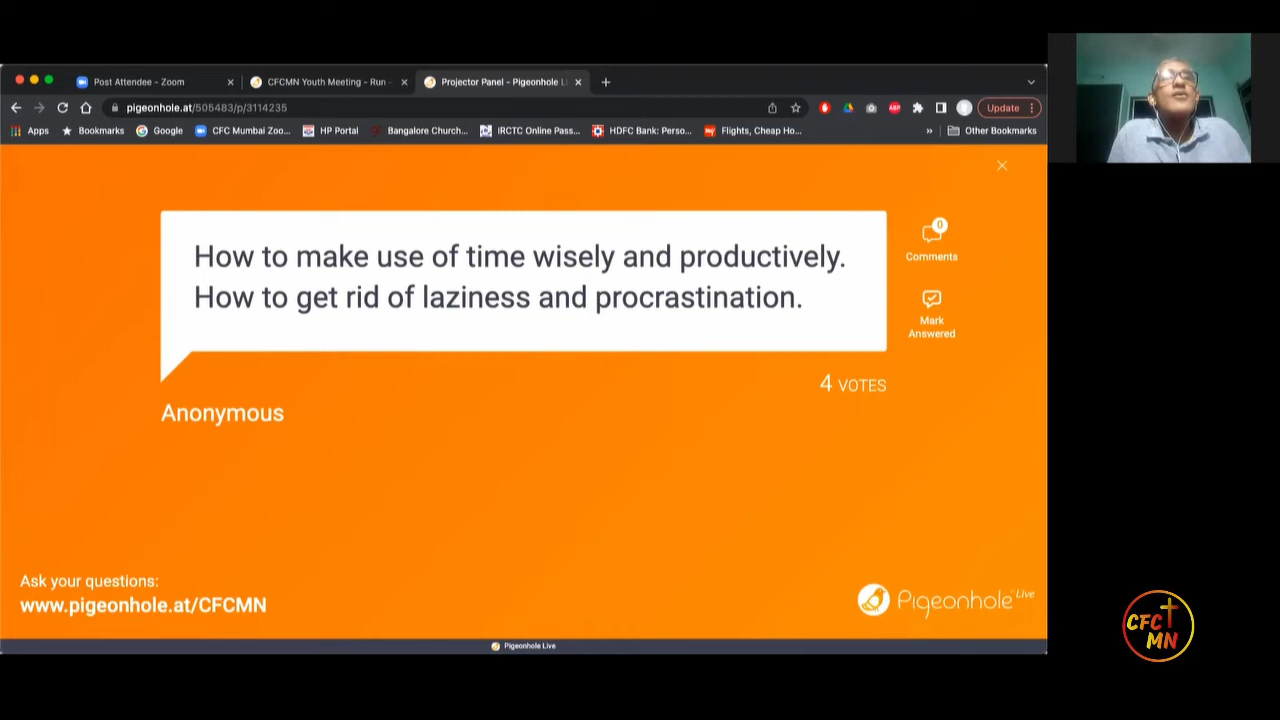 Post Attendee - Zoom
CFCMN Youth Meeting - Run
Projector Panel - Pigeonhole Li
pigeonhole.at/505483/p/3114235
Update
Apps
Bookmarks
Google
CFC Mumbai Zoo...
HP Portal
Bangalore Church...
IRCTC Online Pass...
HDFC Bank: Perso...
Flights, Cheap Ho...
Other Bookmarks
How to make use of time wisely and productively.
How to get rid of laziness and procrastination.
0
Comments
Mark
Answered
4 VOTES
Anonymous
Ask your questions:
www.pigeonhole.at/CFCMN
Pigeonhole Live
Pigeonhole Live
CFC
MN